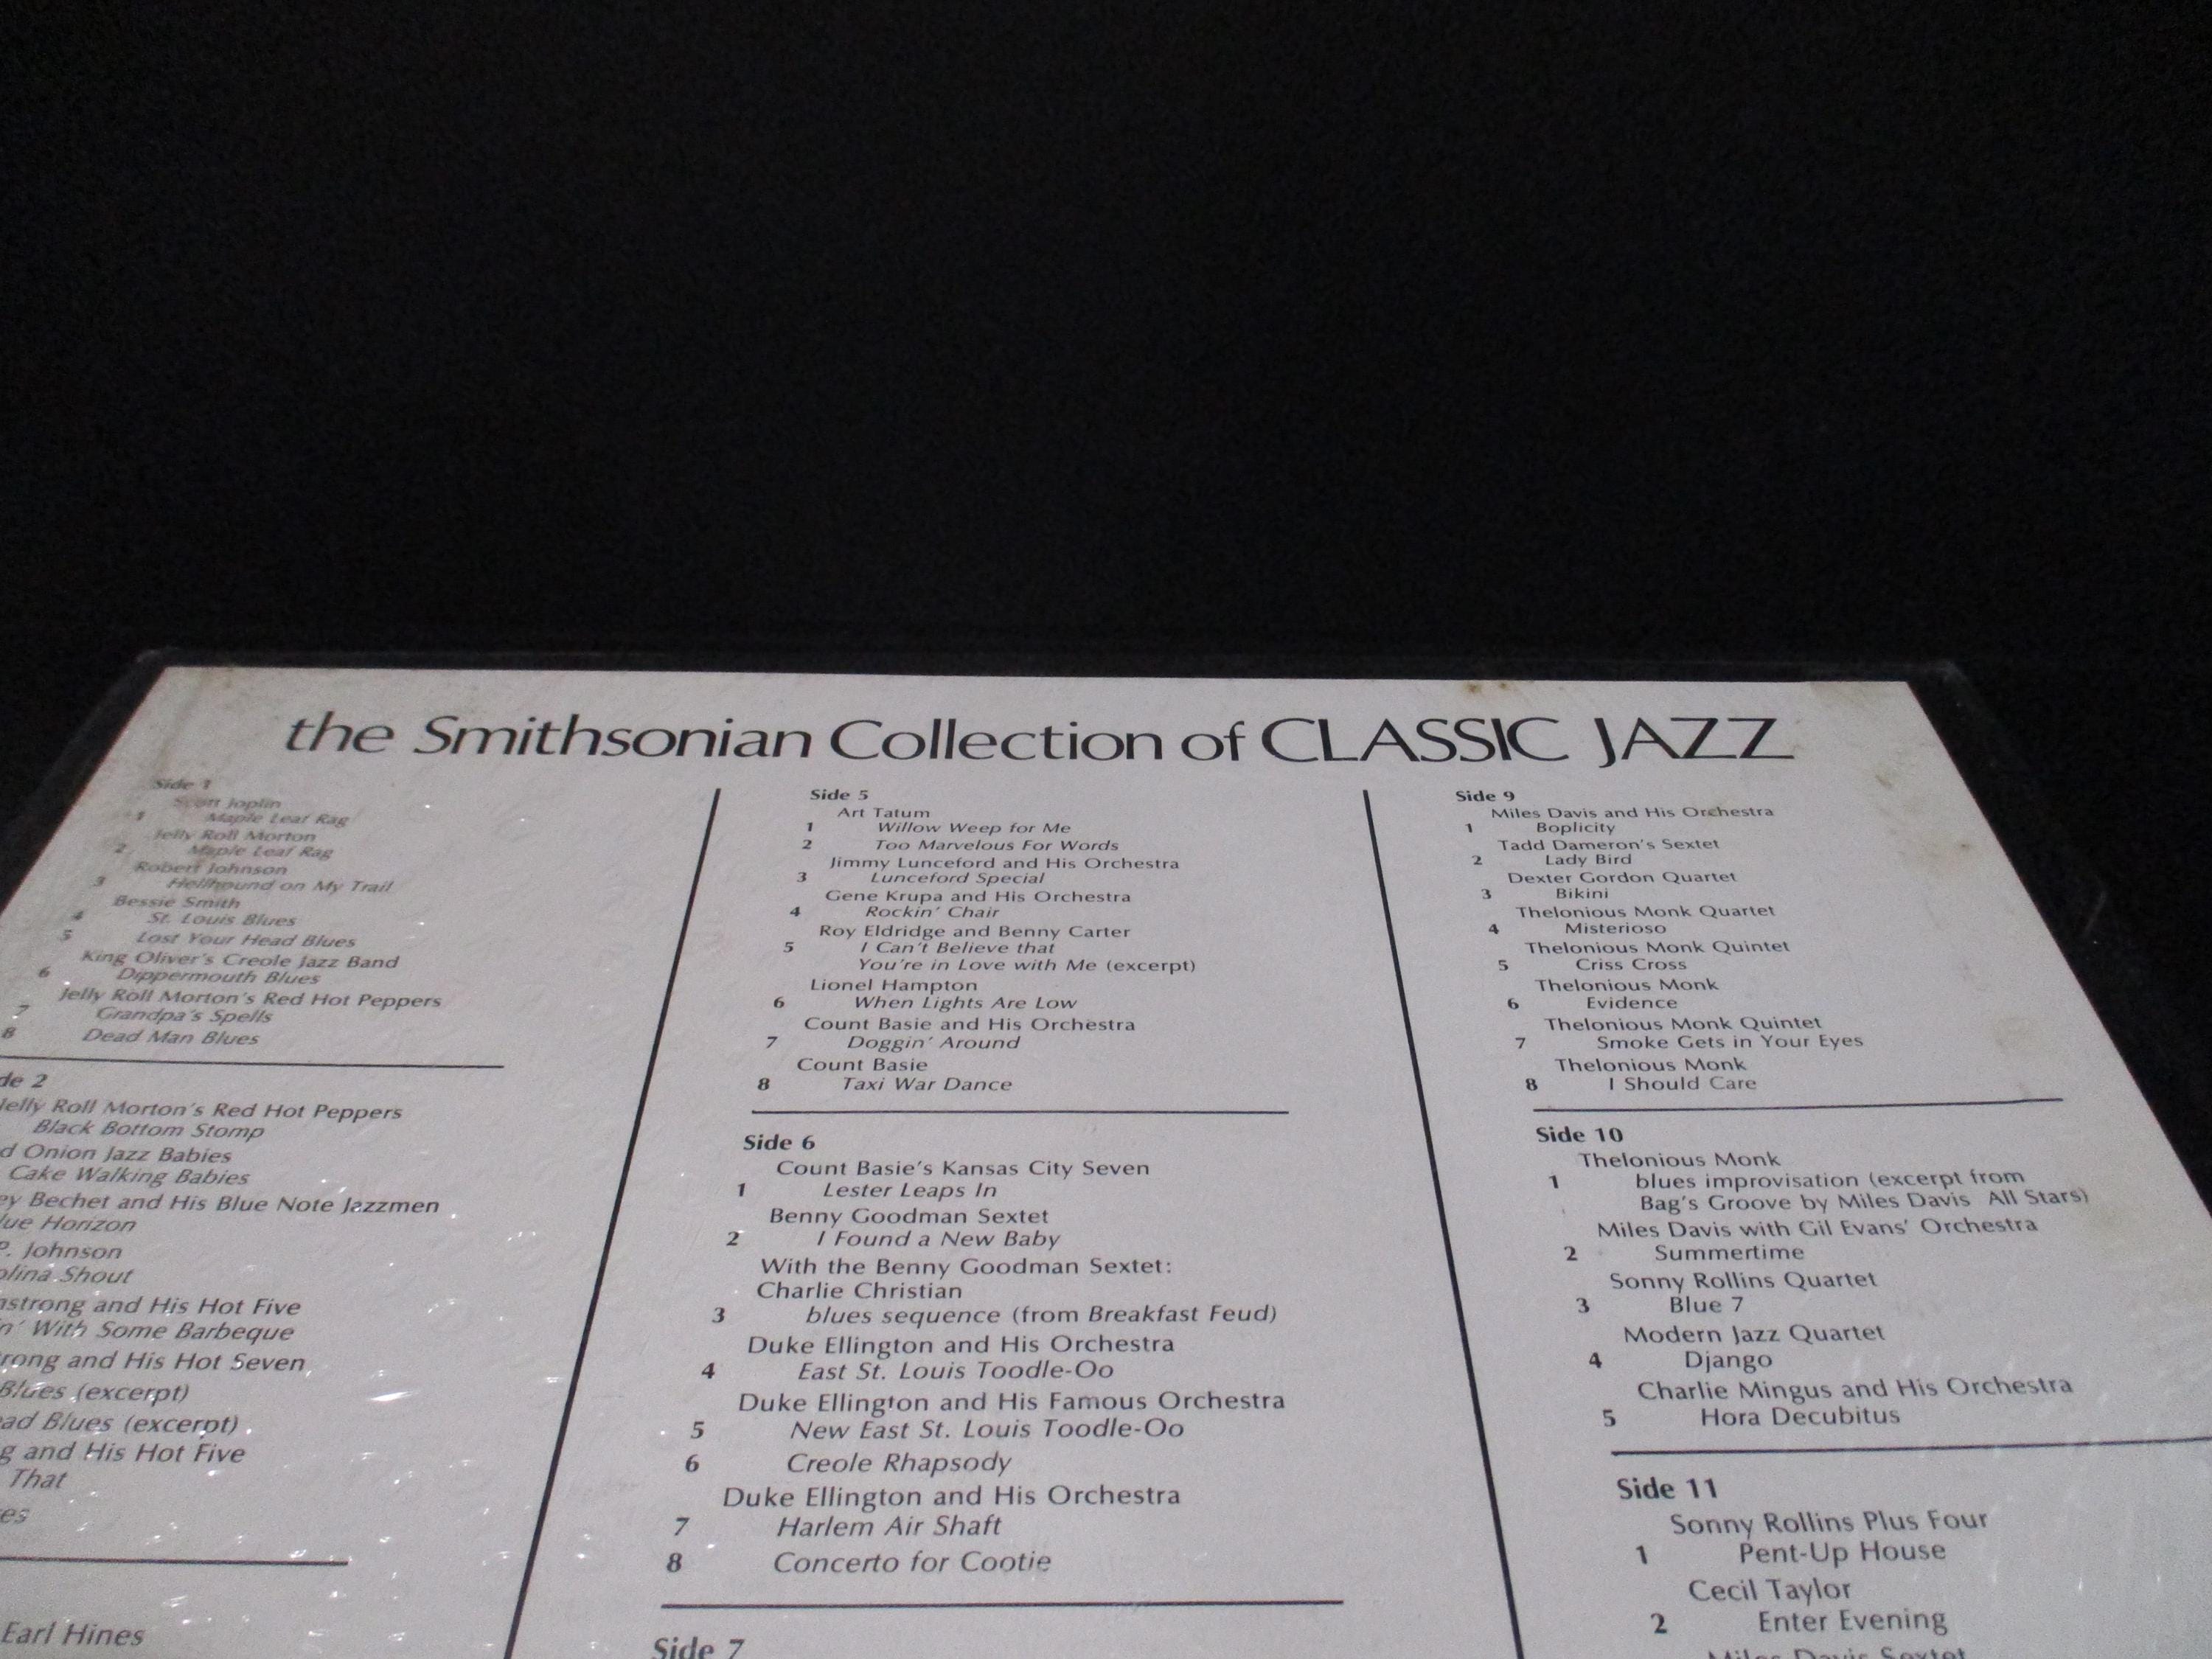 the Smithsonian Collection of CLASSIC JAZZ
Side 1
Scott Joplin
1 Maple Leaf Rag
Jelly Roll Morton
2 Maple Leaf Rag
Robert Johnson
3 Hellhound on My Trail
Bessie Smith
4 St. Louis Blues
5 Lost Your Head Blues
King Oliver's Creole Jazz Band
6 Dippermouth Blues
Jelly Roll Morton's Red Hot Peppers
7 Grandpa's Spells
8 Dead Man Blues
de 2
Jelly Roll Morton's Red Hot Peppers
Black Bottom Stomp
d Onion Jazz Babies
Cake Walking Babies
ey Bechet and His Blue Note Jazzmen
lue Horizon
P. Johnson
olina Shout
nstrong and His Hot Five
n' With Some Barbeque
rong and His Hot Seven
Blues (excerpt)
ad Blues (excerpt)
g and His Hot Five
That
es
Earl Hines
Side 5
Art Tatum
1 Willow Weep for Me
2 Too Marvelous For Words
Jimmy Lunceford and His Orchestra
3 Lunceford Special
Gene Krupa and His Orchestra
4 Rockin' Chair
Roy Eldridge and Benny Carter
5 I Can't Believe that
You're in Love with Me (excerpt)
Lionel Hampton
6 When Lights Are Low
Count Basie and His Orchestra
7 Doggin' Around
Count Basie
8 Taxi War Dance
Side 6
Count Basie's Kansas City Seven
1 Lester Leaps In
Benny Goodman Sextet
2 I Found a New Baby
With the Benny Goodman Sextet:
Charlie Christian
3 blues sequence (from Breakfast Feud)
Duke Ellington and His Orchestra
4 East St. Louis Toodle-Oo
Duke Ellington and His Famous Orchestra
5 New East St. Louis Toodle-Oo
6 Creole Rhapsody
Duke Ellington and His Orchestra
7 Harlem Air Shaft
8 Concerto for Cootie
Side 7
Side 9
Miles Davis and His Orchestra
1 Boplicity
Tadd Dameron's Sextet
2 Lady Bird
Dexter Gordon Quartet
3 Bikini
Thelonious Monk Quartet
4 Misterioso
Thelonious Monk Quintet
5 Criss Cross
Thelonious Monk
6 Evidence
Thelonious Monk Quintet
7 Smoke Gets in Your Eyes
Thelonious Monk
8 I Should Care
Side 10
Thelonious Monk
1 blues improvisation (excerpt from
Bag's Groove by Miles Davis All Stars)
Miles Davis with Gil Evans' Orchestra
2 Summertime
Sonny Rollins Quartet
3 Blue 7
Modern Jazz Quartet
4 Django
Charlie Mingus and His Orchestra
5 Hora Decubitus
Side 11
Sonny Rollins Plus Four
1 Pent-Up House
Cecil Taylor
2 Enter Evening
Miles Davis Sextet